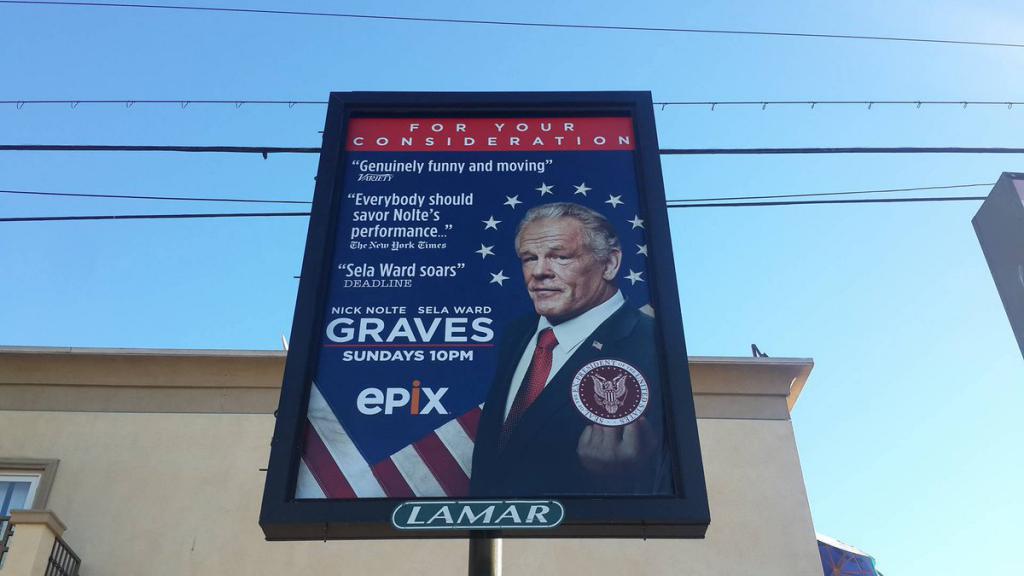 FOR YOUR
CONSIDERATION
“Genuinely funny and moving”
VARIETY
“Everybody should
savor Nolte’s
performance...”
The New York Times
“Sela Ward soars”
DEADLINE
NICK NOLTE SELA WARD
GRAVES
SUNDAYS 10PM
epix
LAMAR